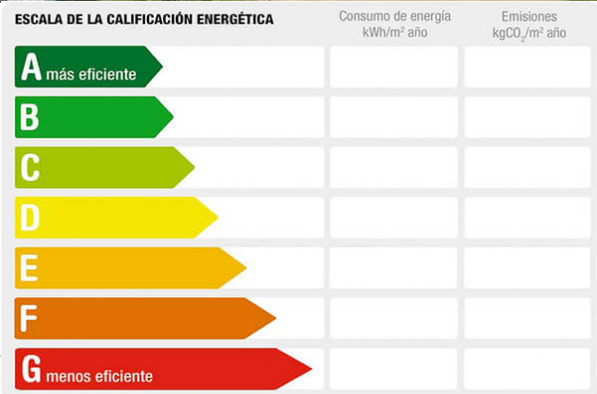 ESCALA DE LA CALIFICACIÓN ENERGÉTICA
Consumo de energía
kWh/m² año
Emisiones
kgCO₂/m² año
A más eficiente
B
C
D
E
F
G menos eficiente